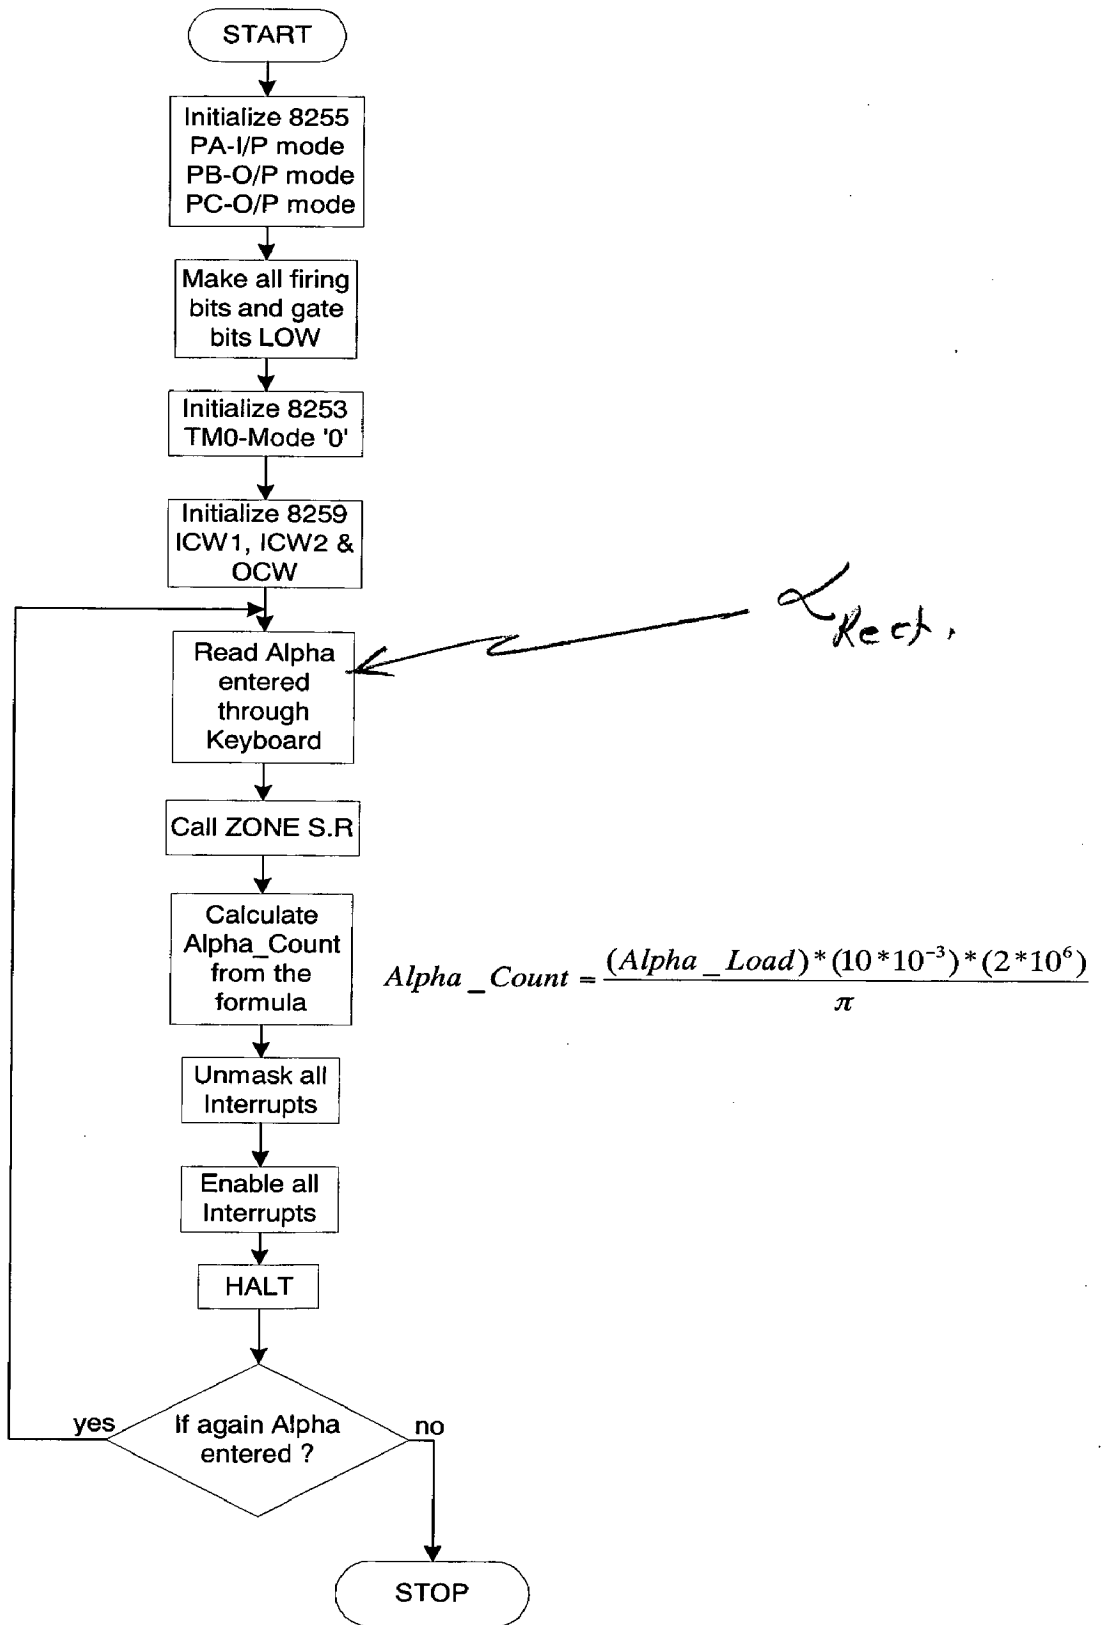 START
Initialize 8255
PA-I/P mode
PB-O/P mode
PC-O/P mode
Make all firing
bits and gate
bits LOW
Initialize 8253
TM0-Mode '0'
Initialize 8259
ICW1, ICW2 &
OCW
Read Alpha
entered
through
Keyboard
α Rect.
Call ZONE S.R
Calculate
Alpha_Count
from the
formula
Alpha_Count = (Alpha_Load)*(10*10⁻³)*(2*10⁶) / π
Unmask all
Interrupts
Enable all
Interrupts
HALT
If again Alpha
entered ?
yes
no
STOP